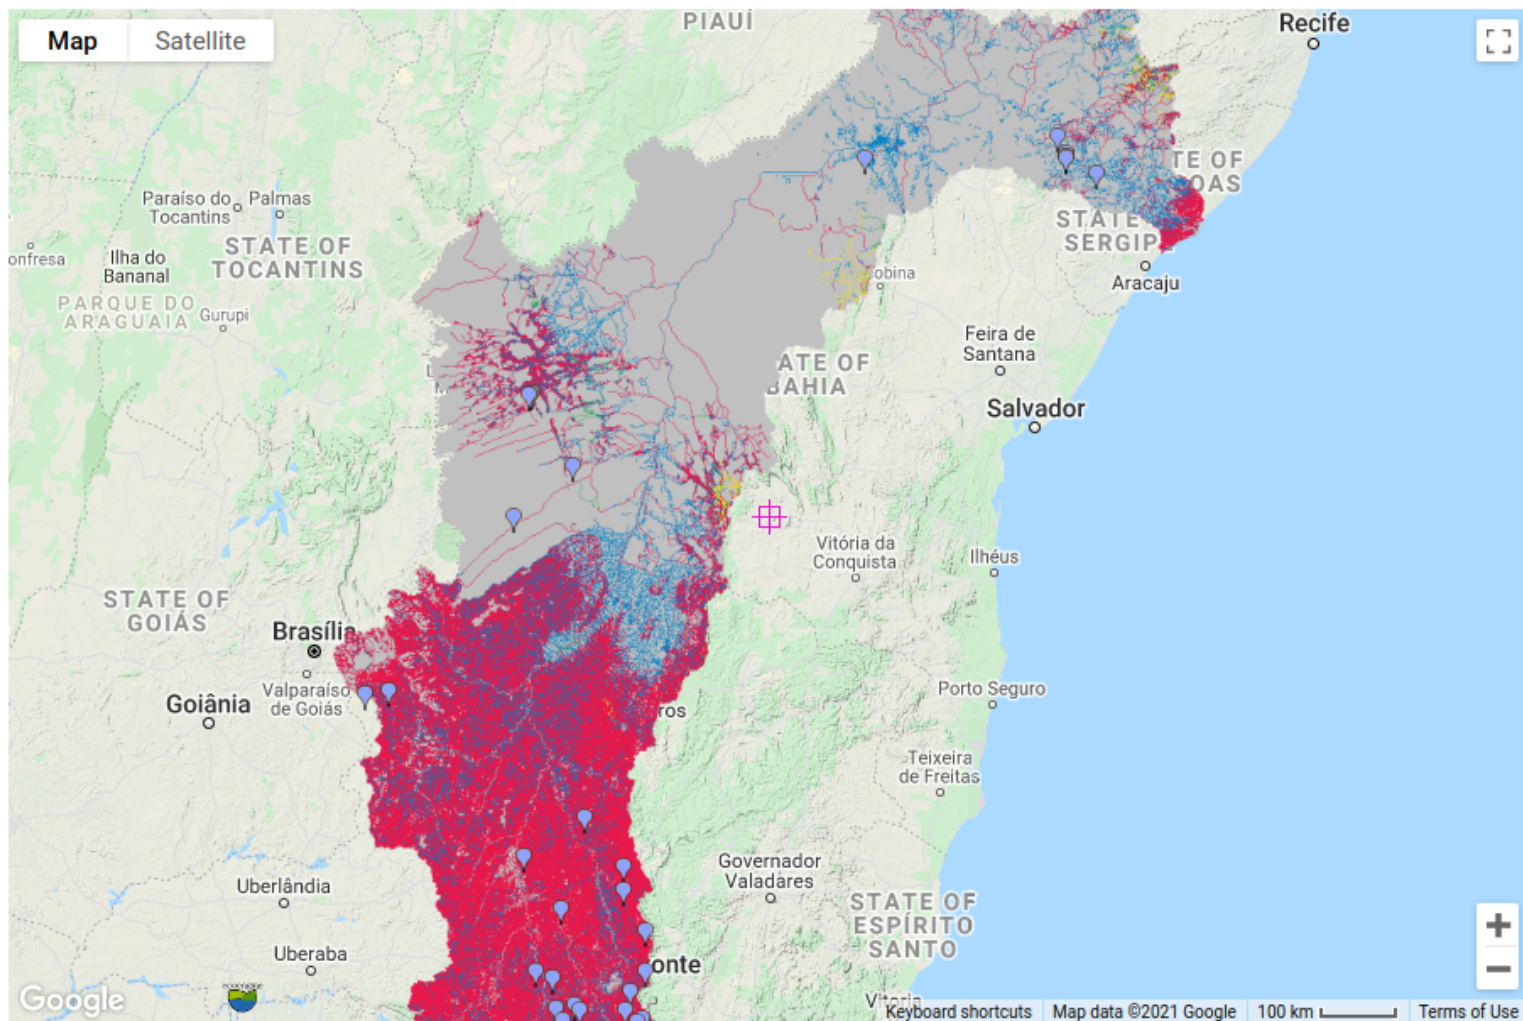 Map
Satellite
PIAUÍ
Recife
TE OF
OAS
Paraíso do
Tocantins
Palmas
STATE OF
TOCANTINS
STATE
SERGIPE
onfresa
Ilha do
Bananal
obina
Aracaju
PARQUE DO
ARAGUAIA
Gurupi
Feira de
Santana
ATE OF
BAHIA
Salvador
Vitória da
Conquista
Ilhéus
STATE OF
GOIÁS
Brasília
Valparaíso
de Goiás
Goiânia
Porto Seguro
ros
Teixeira
de Freitas
Governador
Valadares
Uberlândia
STATE OF
ESPÍRITO
SANTO
Uberaba
onte
Google
Vitoria
Keyboard shortcuts
Map data ©2021 Google
100 km
Terms of Use